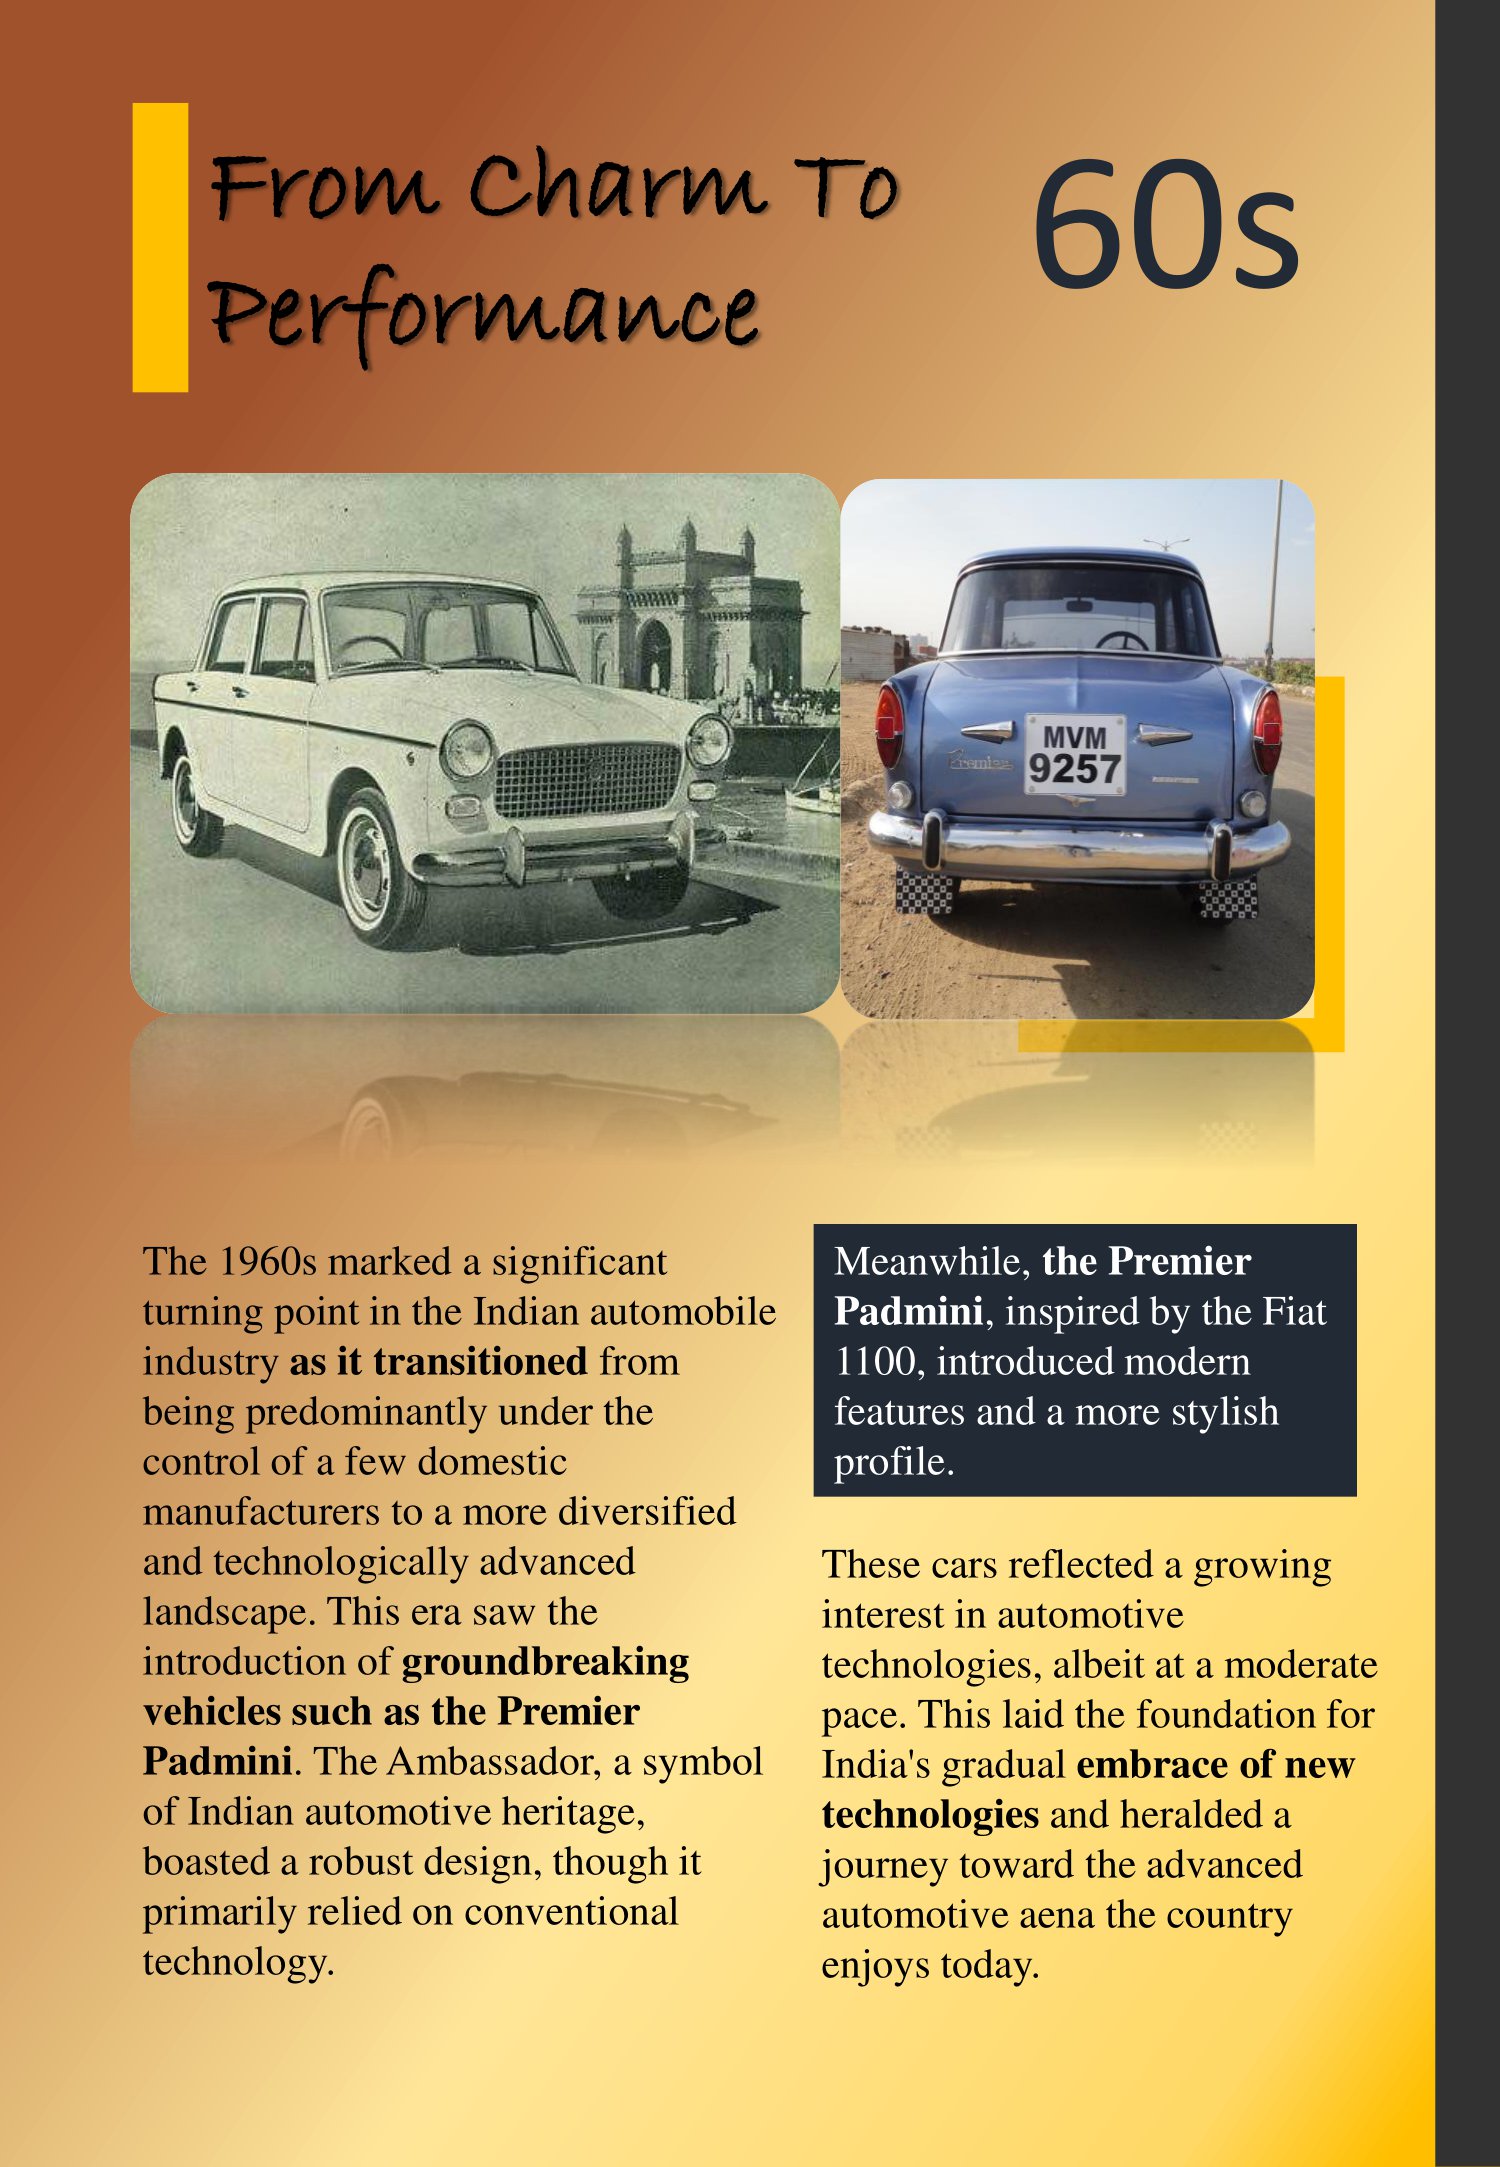 From Charm To
Performance
60s
Premier
MVM
9257
The 1960s marked a significant
turning point in the Indian automobile
industry as it transitioned from
being predominantly under the
control of a few domestic
manufacturers to a more diversified
and technologically advanced
landscape. This era saw the
introduction of groundbreaking
vehicles such as the Premier
Padmini. The Ambassador, a symbol
of Indian automotive heritage,
boasted a robust design, though it
primarily relied on conventional
technology.
Meanwhile, the Premier
Padmini, inspired by the Fiat
1100, introduced modern
features and a more stylish
profile.
These cars reflected a growing
interest in automotive
technologies, albeit at a moderate
pace. This laid the foundation for
India's gradual embrace of new
technologies and heralded a
journey toward the advanced
automotive aena the country
enjoys today.